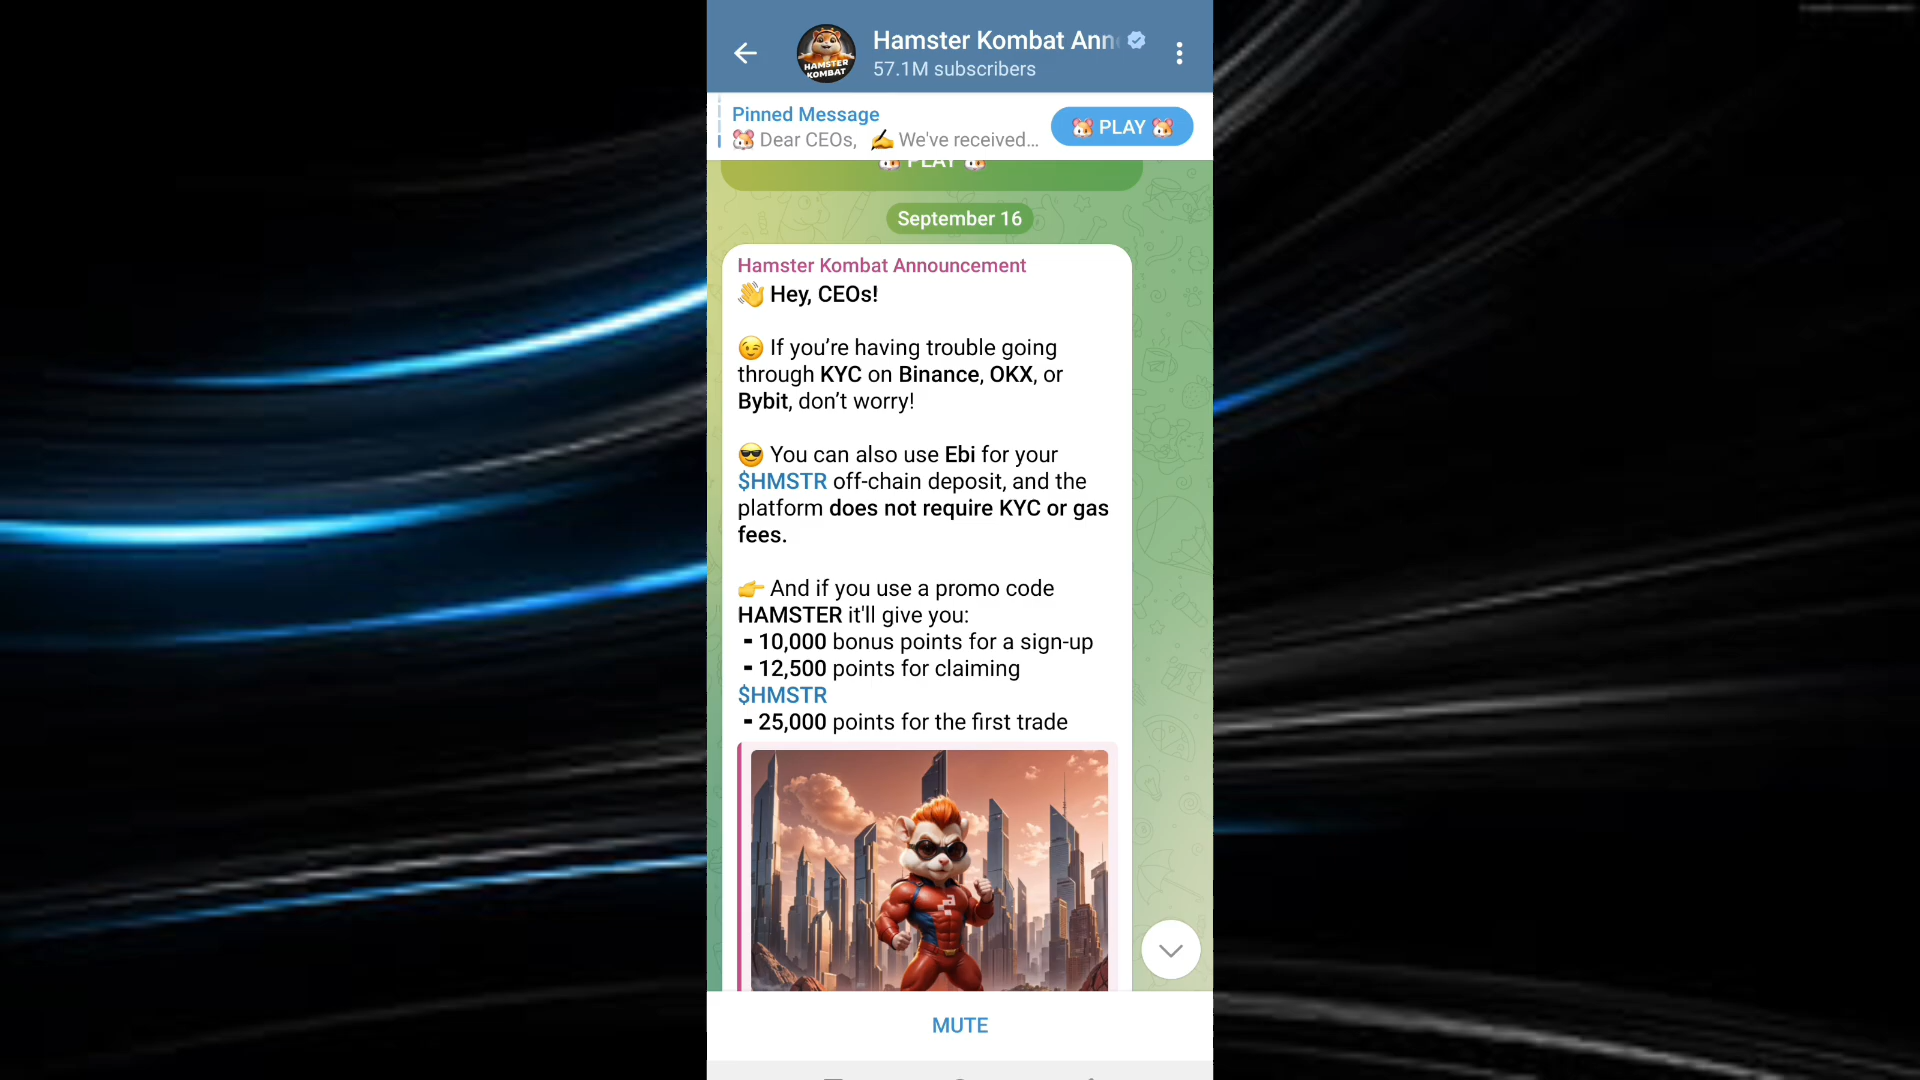 Hamster Kombat Ann
57.1M subscribers
HAMSTER
KOMBAT
Pinned Message
🐹 Dear CEOs, ✍️ We've received...
🐹 PLAY 🐹
🐹 PLAY 🐹
September 16
Hamster Kombat Announcement
👋 Hey, CEOs!
😉 If you’re having trouble going
through KYC on Binance, OKX, or
Bybit, don’t worry!
😎 You can also use Ebi for your
$HMSTR off-chain deposit, and the
platform does not require KYC or gas
fees.
👉 And if you use a promo code
HAMSTER it'll give you:
- 10,000 bonus points for a sign-up
- 12,500 points for claiming
$HMSTR
- 25,000 points for the first trade
MUTE